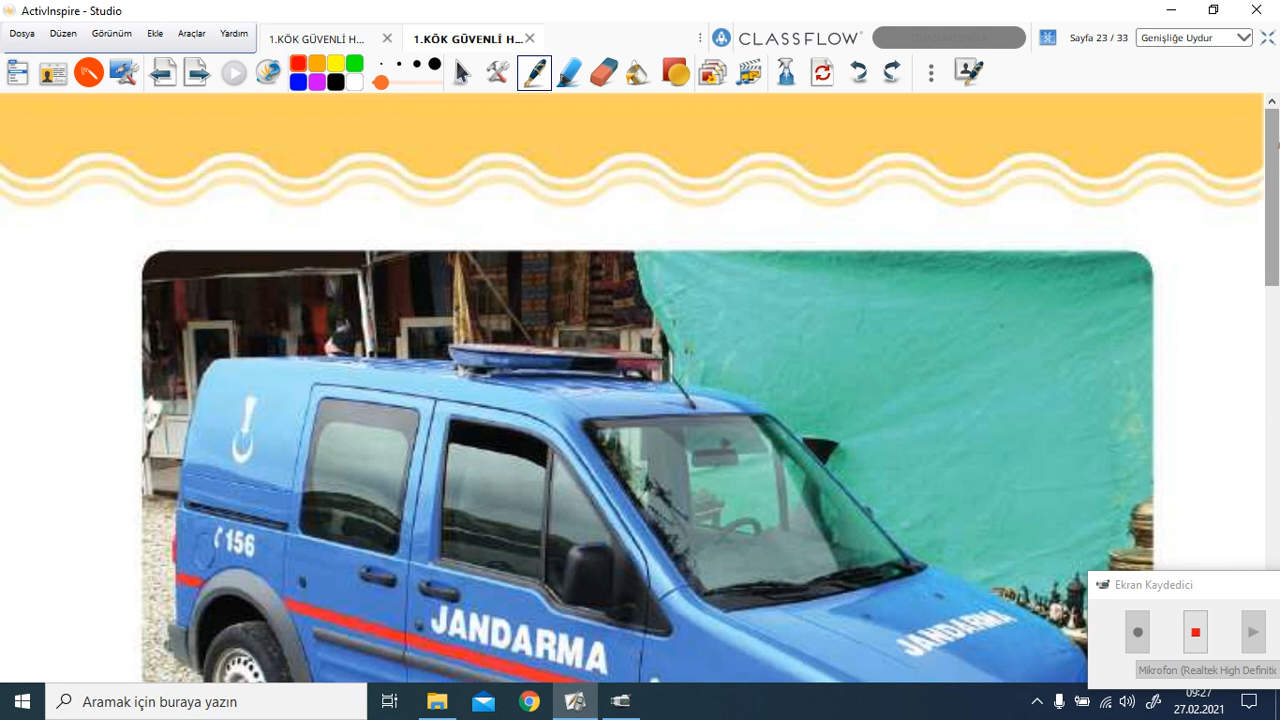 ActivInspire - Studio
Dosya Düzen Görünüm Ekle Araçlar Yardım
1.KÖK GÜVENLİ H...
1.KÖK GÜVENLİ H...
CLASSFLOW
Sayfa 23 / 33
Genişliğe Uydur
156
JANDARMA
JANDARMA
Ekran Kaydedici
Mikrofon (Realtek High Definitic
Aramak için buraya yazın
09:27
27.02.2021